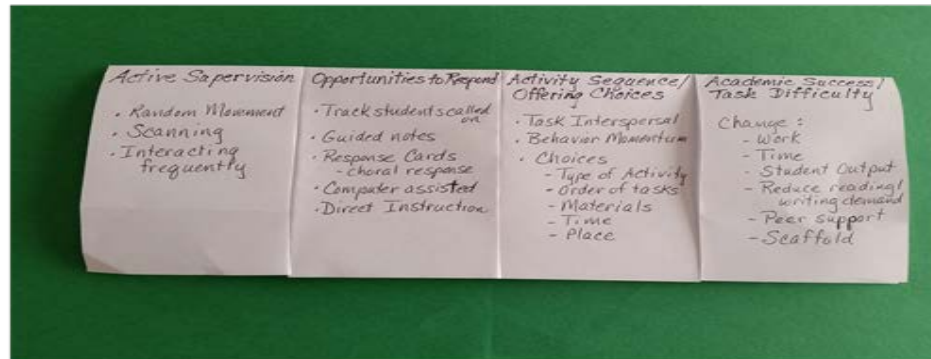 Active Supervision
• Random Movement
• Scanning
• Interacting
frequently
Opportunities to Respond
• Track students called
on
• Guided notes
• Response Cards
- choral response
• Computer assisted
• Direct Instruction
Activity Sequence/
Offering Choices
• Task Interspersal
• Behavior Momentum
• Choices
- Type of Activity
- Order of tasks
- Materials
- Time
- Place
Academic Success/
Task Difficulty
Change:
- Work
- Time
- Student Output
- Reduce reading/
writing demand
- Peer support
- Scaffold